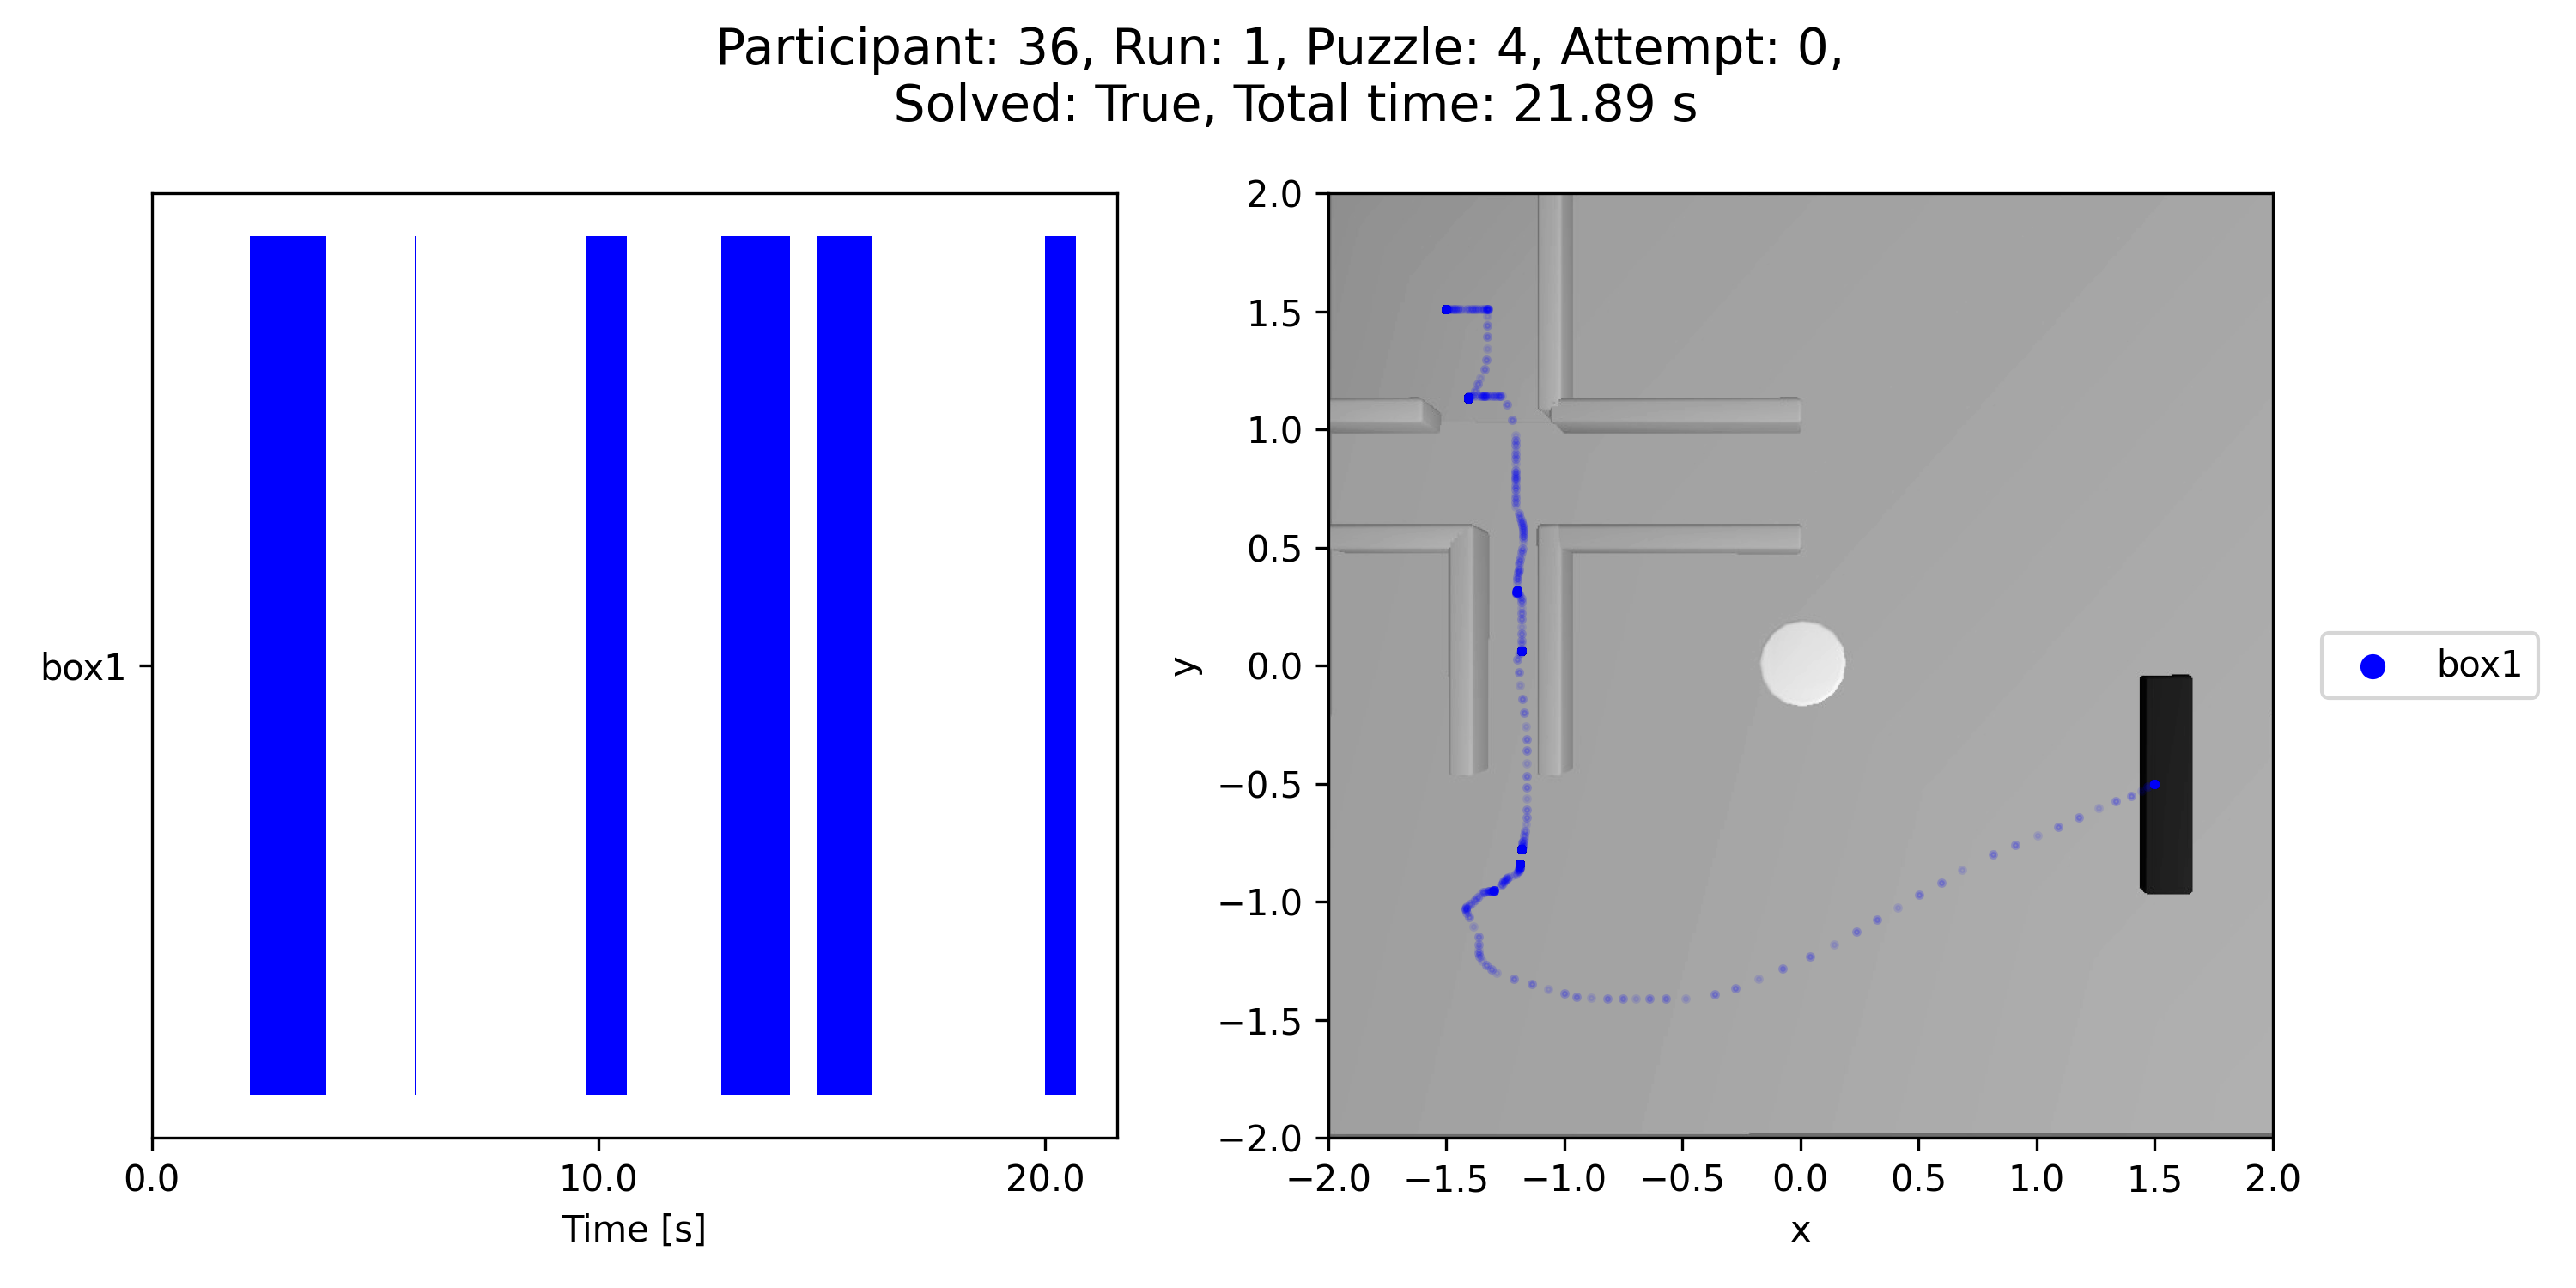 Participant: 36, Run: 1, Puzzle: 4, Attempt: 0,
Solved: True, Total time: 21.89 s
box1
0.0 10.0 20.0
Time [s]
2.0
1.5
1.0
0.5
0.0
−0.5
−1.0
−1.5
−2.0
y
−2.0 −1.5 −1.0 −0.5 0.0 0.5 1.0 1.5 2.0
x
box1